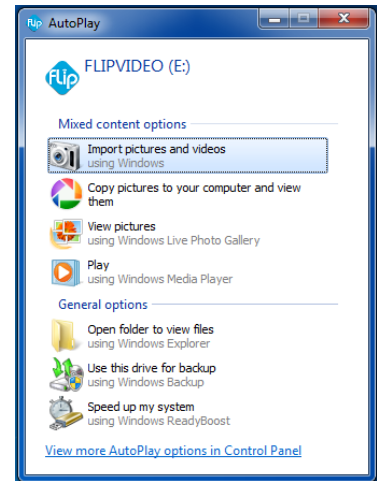 Flip AutoPlay
Flip FLIPVIDEO (E:)
Mixed content options
Import pictures and videos
using Windows
Copy pictures to your computer and view
them
View pictures
using Windows Live Photo Gallery
Play
using Windows Media Player
General options
Open folder to view files
using Windows Explorer
Use this drive for backup
using Windows Backup
Speed up my system
using Windows ReadyBoost
View more AutoPlay options in Control Panel